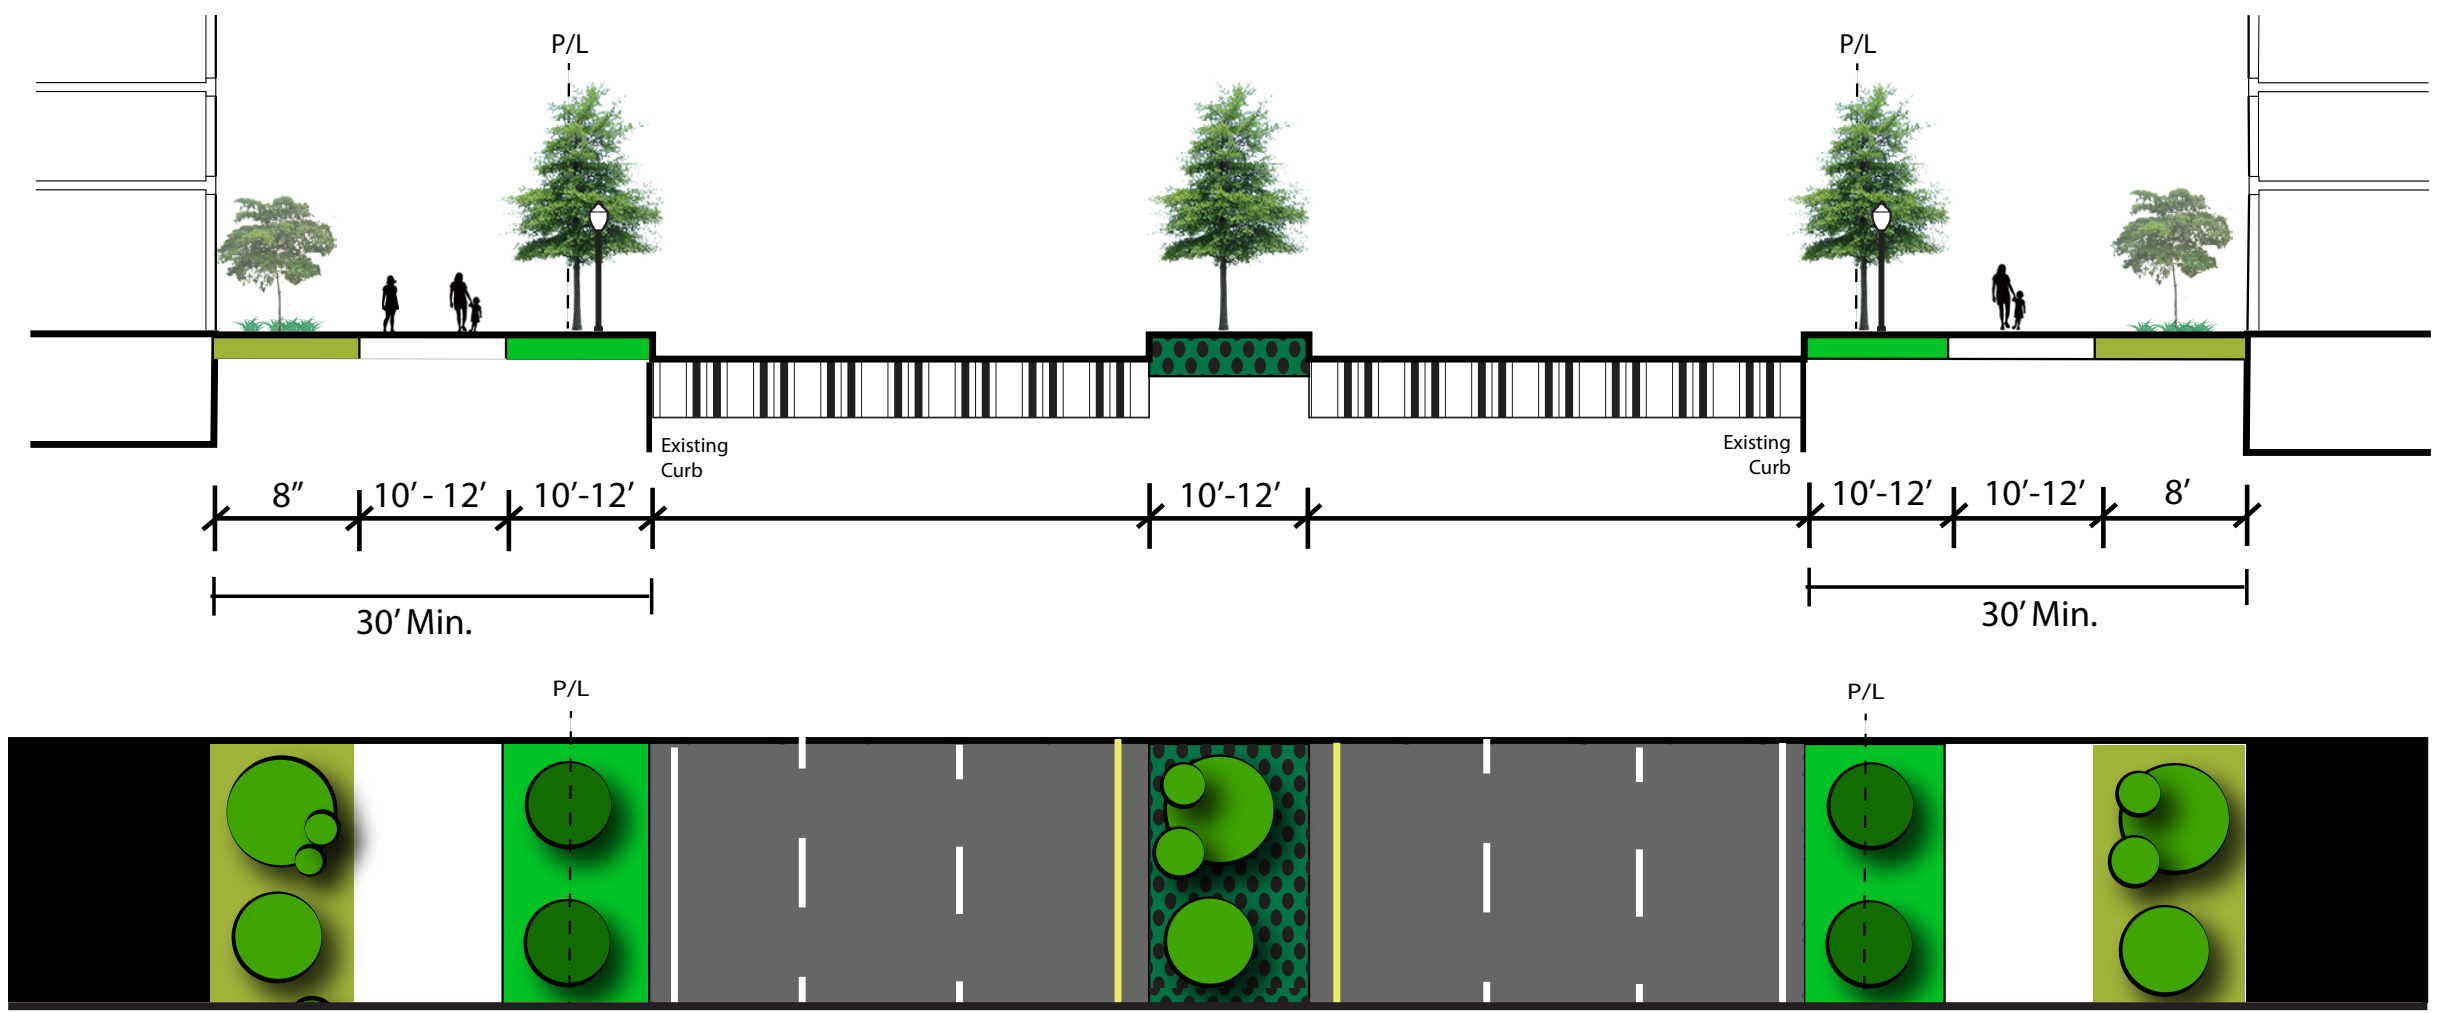 P/L
P/L
Existing
Curb
Existing
Curb
8”
10’ - 12’
10’-12’
10’-12’
10’-12’
10’-12’
8’
30’ Min.
30’ Min.
P/L
P/L